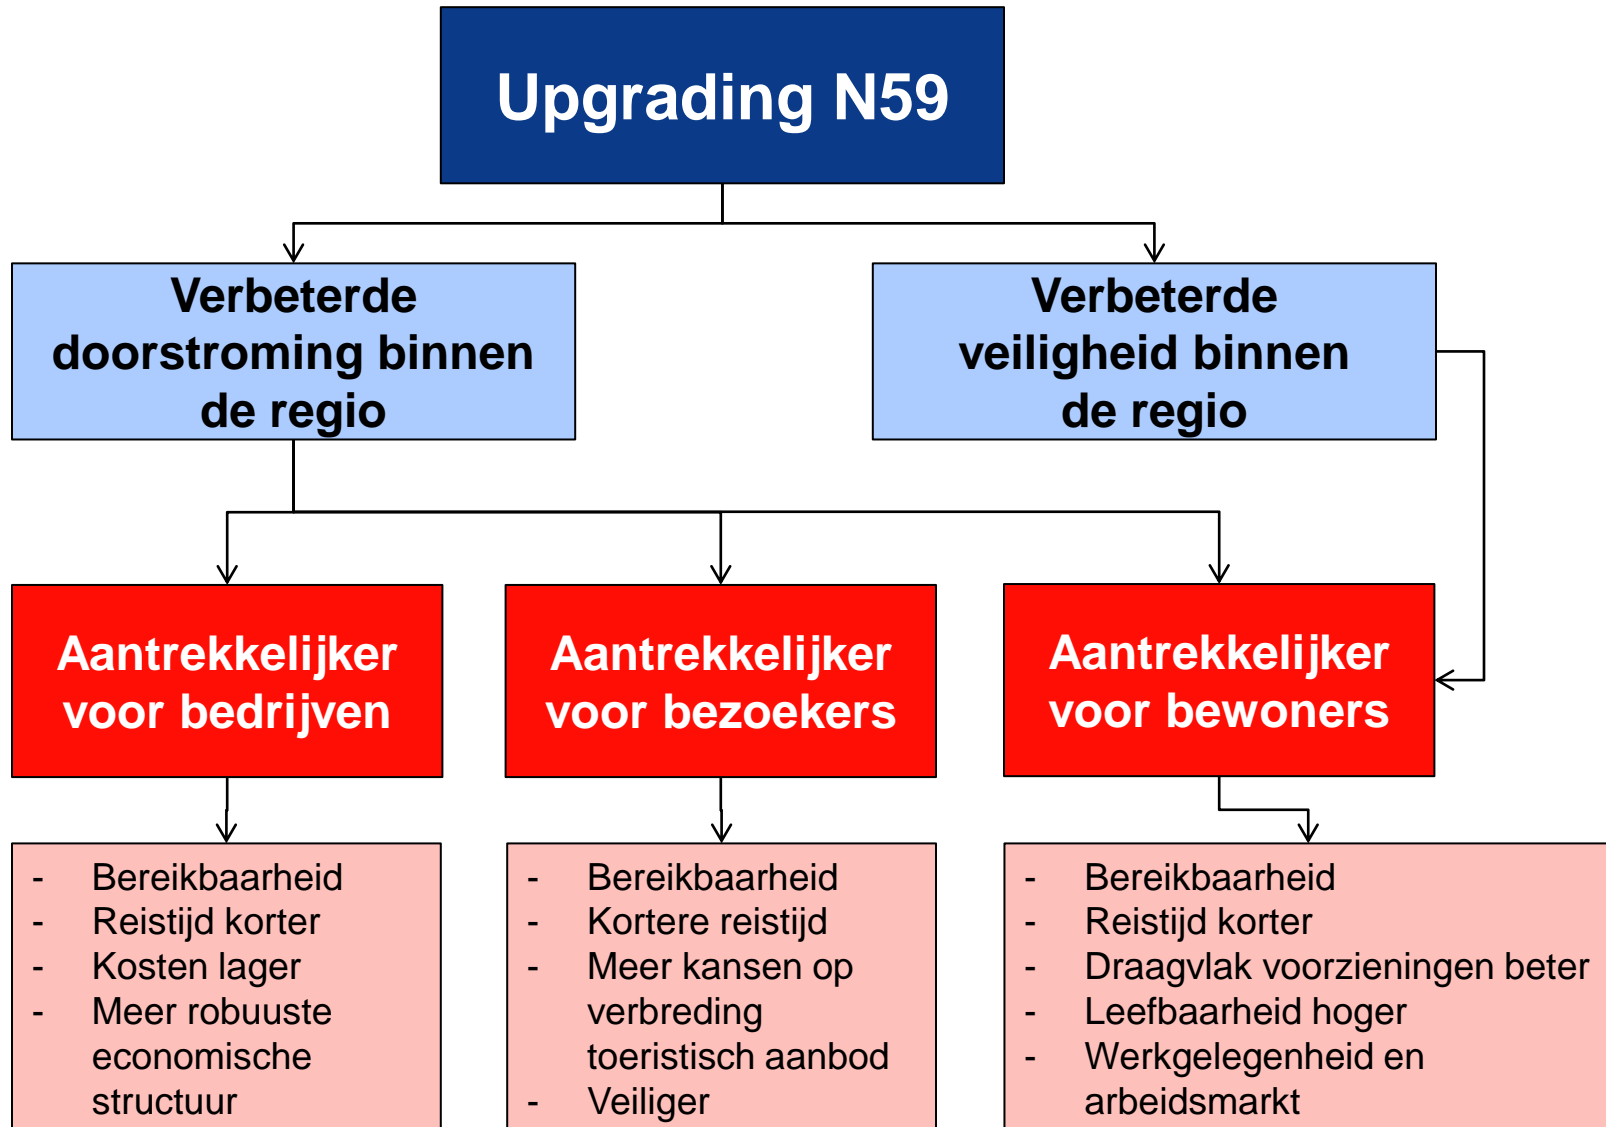 Upgrading N59
Verbeterde
doorstroming binnen
de regio
Verbeterde
veiligheid binnen
de regio
Aantrekkelijker
voor bedrijven
Aantrekkelijker
voor bezoekers
Aantrekkelijker
voor bewoners
- Bereikbaarheid
- Reistijd korter
- Kosten lager
- Meer robuuste
economische
structuur
- Bereikbaarheid
- Kortere reistijd
- Meer kansen op
verbreding
toeristisch aanbod
- Veiliger
- Bereikbaarheid
- Reistijd korter
- Draagvlak voorzieningen beter
- Leefbaarheid hoger
- Werkgelegenheid en
arbeidsmarkt